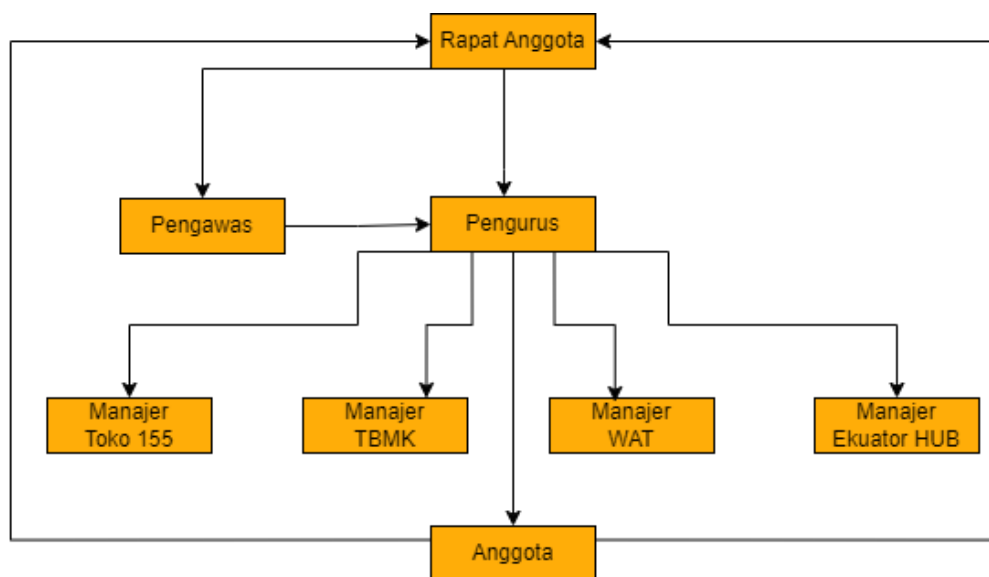 Rapat Anggota
Pengawas
Pengurus
Manajer
Toko 155
Manajer
TBMK
Manajer
WAT
Manajer
Ekuator HUB
Anggota